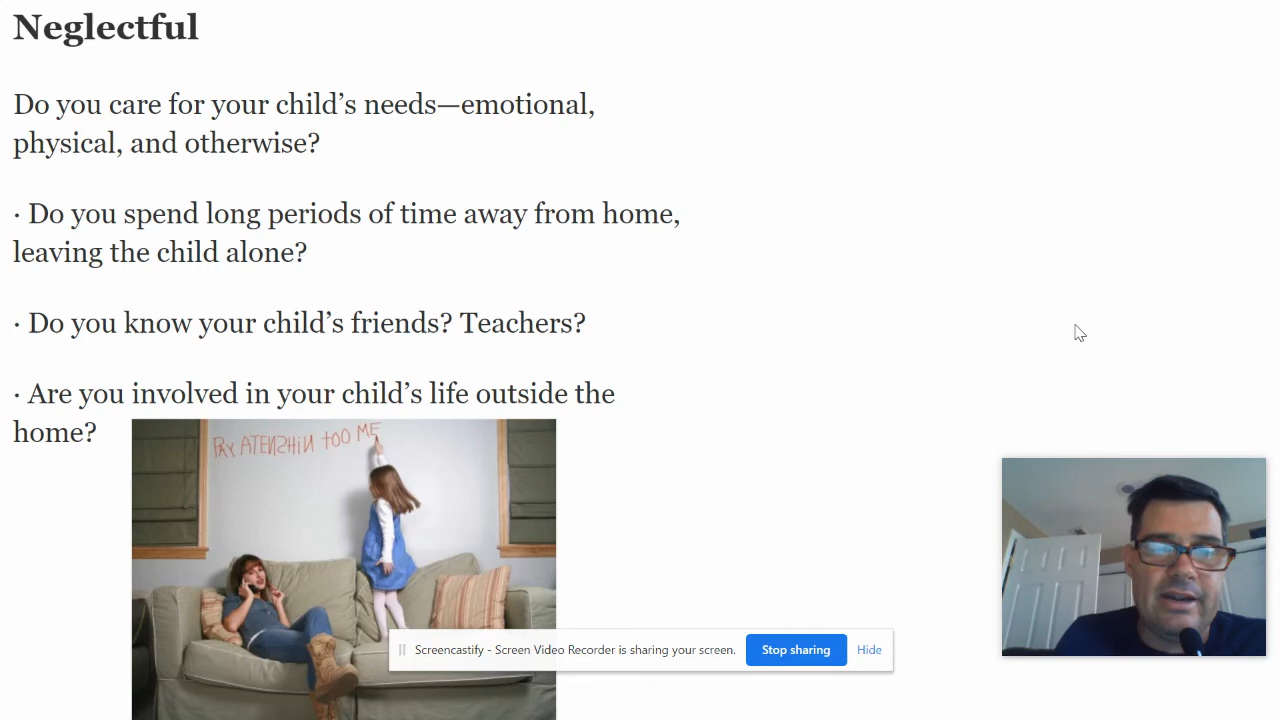 Neglectful
Do you care for your child’s needs—emotional,
physical, and otherwise?
· Do you spend long periods of time away from home,
leaving the child alone?
· Do you know your child’s friends? Teachers?
· Are you involved in your child’s life outside the
home?
PAY ATENSHIN TOO ME
Screencastify - Screen Video Recorder is sharing your screen.
Stop sharing
Hide